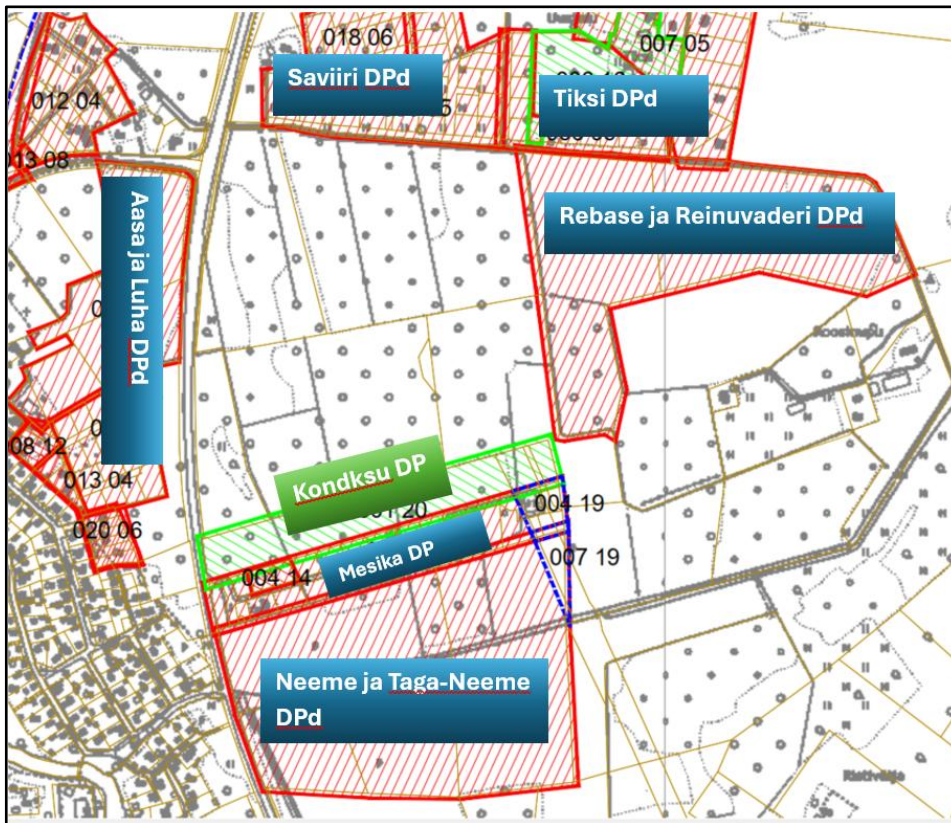 018 06
007 05
Saviiri DPd
Tiksi DPd
012 04
013 08
Aasa ja Luha DPd
Rebase ja Reinuvaderi DPd
08 12
013 04
020 06
Kondksu DP
004 19
Mesika DP
007 19
004 14
Neeme ja Taga-Neeme
DPd